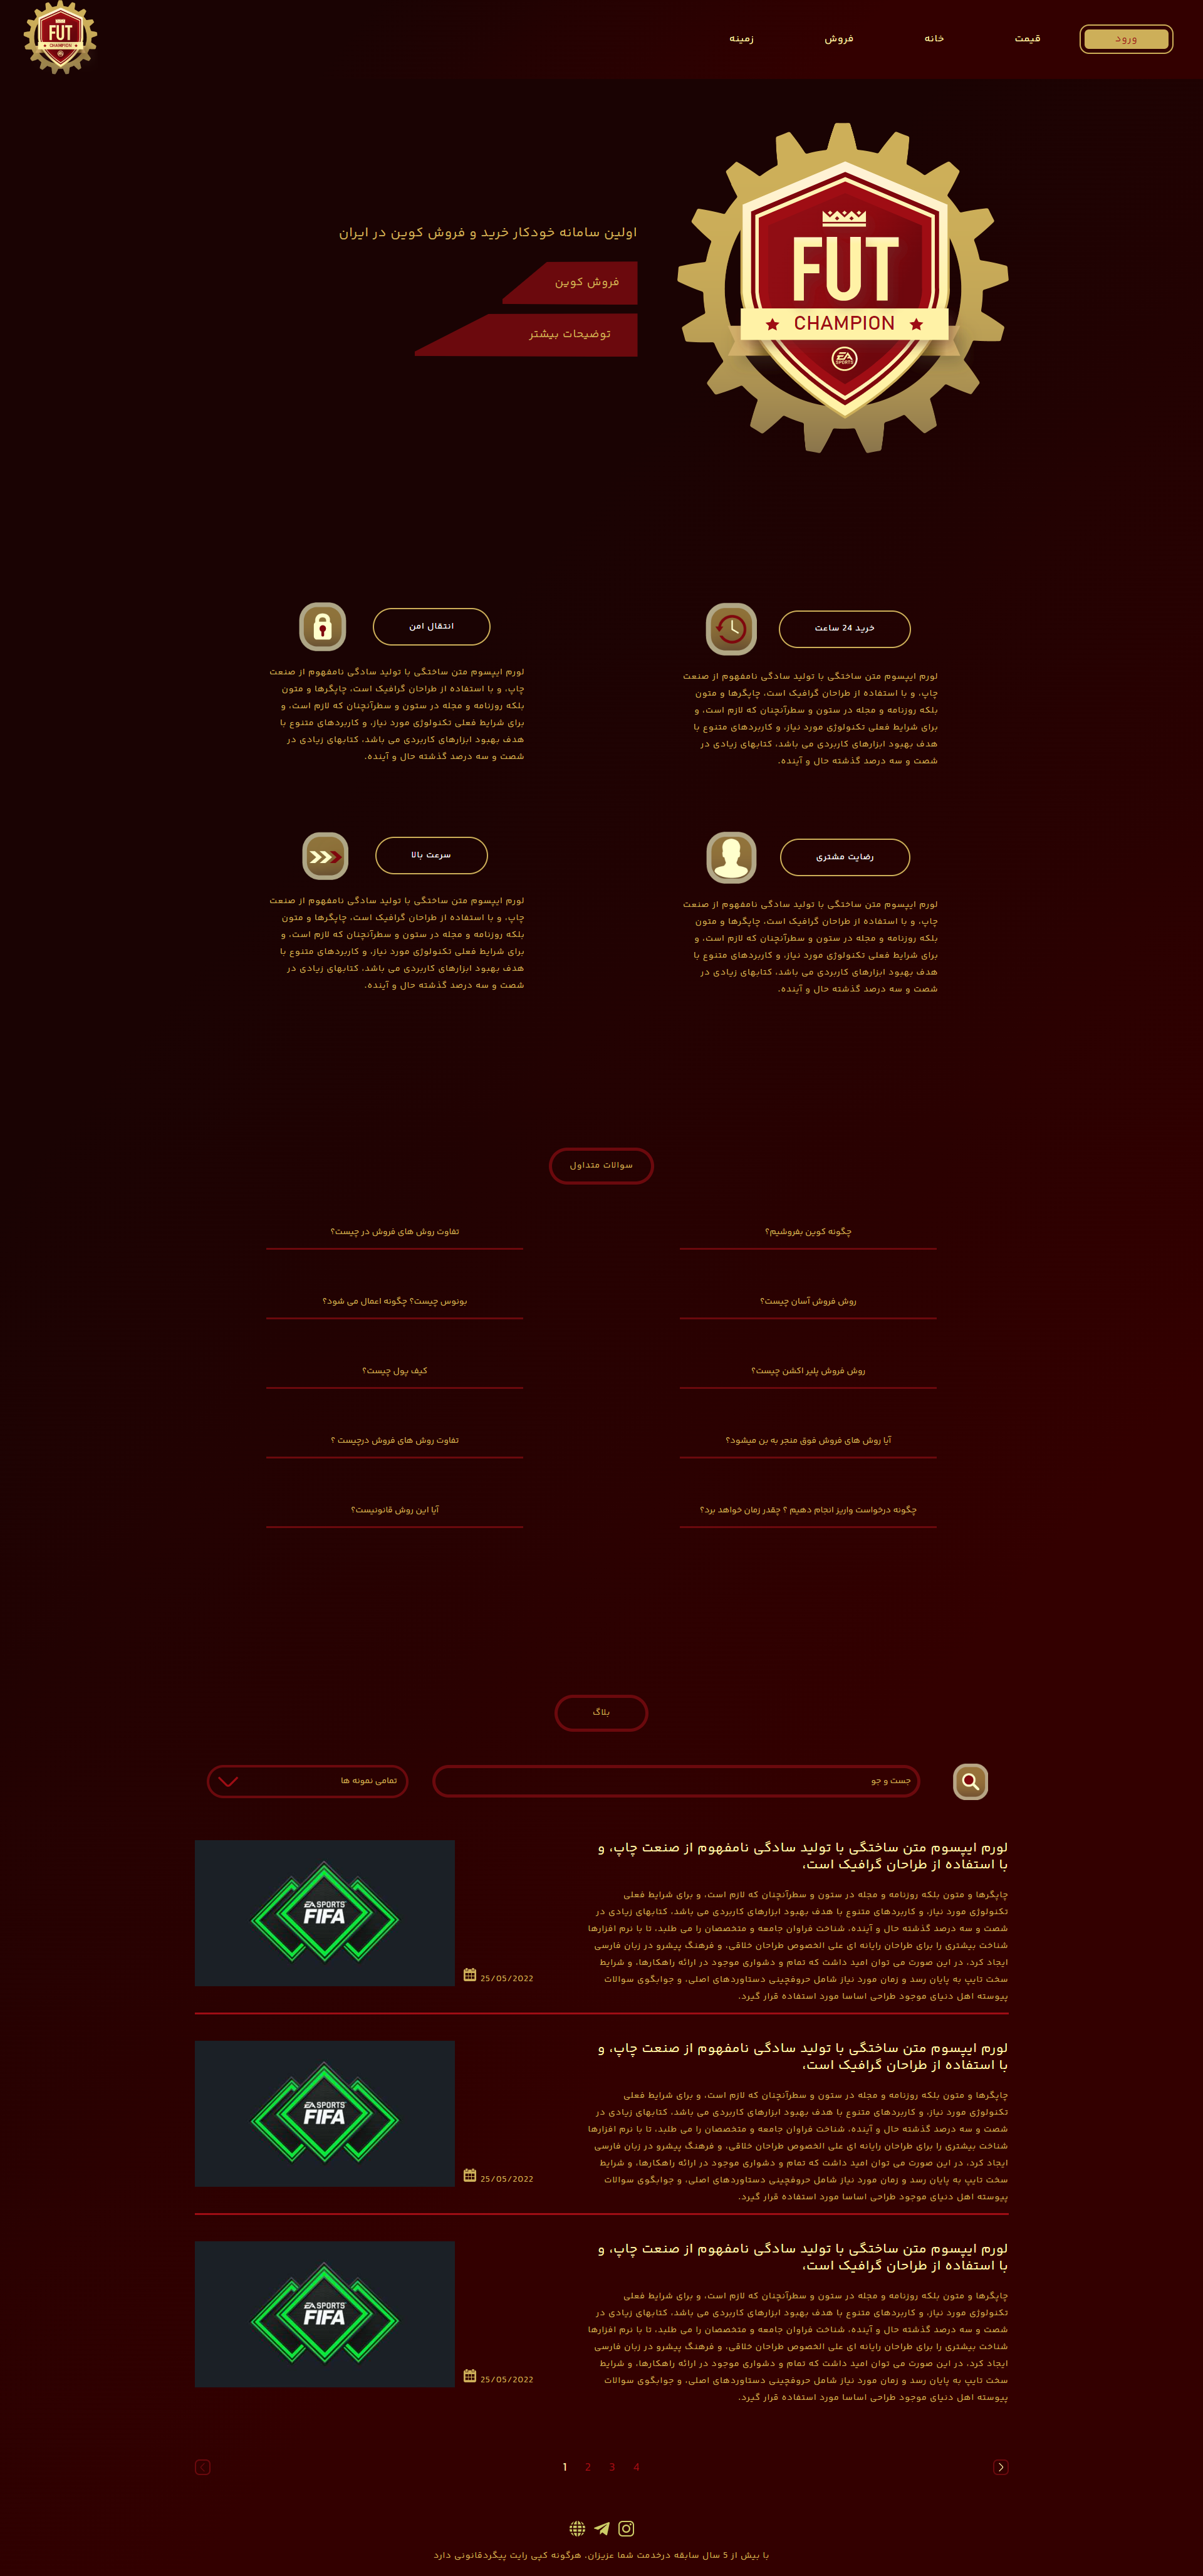 ورود
قیمت
خانه
فروش
زمینه
FUT
CHAMPION
FUT
CHAMPION
EA
SPORTS
اولین سامانه خودکار خرید و فروش کوین در ایران
فروش کوین
توضیحات بیشتر
خرید 24 ساعت
لورم ایپسوم متن ساختگی با تولید سادگی نامفهوم از صنعت
چاپ، و با استفاده از طراحان گرافیک است، چاپگرها و متون
بلکه روزنامه و مجله در ستون و سطرآنچنان که لازم است، و
برای شرایط فعلی تکنولوژی مورد نیاز، و کاربردهای متنوع با
هدف بهبود ابزارهای کاربردی می باشد، کتابهای زیادی در
شصت و سه درصد گذشته حال و آینده.
انتقال امن
لورم ایپسوم متن ساختگی با تولید سادگی نامفهوم از صنعت
چاپ، و با استفاده از طراحان گرافیک است، چاپگرها و متون
بلکه روزنامه و مجله در ستون و سطرآنچنان که لازم است، و
برای شرایط فعلی تکنولوژی مورد نیاز، و کاربردهای متنوع با
هدف بهبود ابزارهای کاربردی می باشد، کتابهای زیادی در
شصت و سه درصد گذشته حال و آینده.
رضایت مشتری
لورم ایپسوم متن ساختگی با تولید سادگی نامفهوم از صنعت
چاپ، و با استفاده از طراحان گرافیک است، چاپگرها و متون
بلکه روزنامه و مجله در ستون و سطرآنچنان که لازم است، و
برای شرایط فعلی تکنولوژی مورد نیاز، و کاربردهای متنوع با
هدف بهبود ابزارهای کاربردی می باشد، کتابهای زیادی در
شصت و سه درصد گذشته حال و آینده.
سرعت بالا
لورم ایپسوم متن ساختگی با تولید سادگی نامفهوم از صنعت
چاپ، و با استفاده از طراحان گرافیک است، چاپگرها و متون
بلکه روزنامه و مجله در ستون و سطرآنچنان که لازم است، و
برای شرایط فعلی تکنولوژی مورد نیاز، و کاربردهای متنوع با
هدف بهبود ابزارهای کاربردی می باشد، کتابهای زیادی در
شصت و سه درصد گذشته حال و آینده.
سوالات متداول
چگونه کوین بفروشیم؟
تفاوت روش های فروش در چیست؟
روش فروش آسان چیست؟
بونوس چیست؟ چگونه اعمال می شود؟
روش فروش پلیر اکشن چیست؟
کیف پول چیست؟
آیا روش های فروش فوق منجر به بن میشود؟
تفاوت روش های فروش درچیست ؟
چگونه درخواست واریز انجام دهیم ؟ چقدر زمان خواهد برد؟
آیا این روش قانونیست؟
بلاگ
جست و جو
تمامی نمونه ها
لورم ایپسوم متن ساختگی با تولید سادگی نامفهوم از صنعت چاپ، و
با استفاده از طراحان گرافیک است،
چاپگرها و متون بلکه روزنامه و مجله در ستون و سطرآنچنان که لازم است، و برای شرایط فعلی
تکنولوژی مورد نیاز، و کاربردهای متنوع با هدف بهبود ابزارهای کاربردی می باشد، کتابهای زیادی در
شصت و سه درصد گذشته حال و آینده، شناخت فراوان جامعه و متخصصان را می طلبد، تا با نرم افزارها
شناخت بیشتری را برای طراحان رایانه ای علی الخصوص طراحان خلاقی، و فرهنگ پیشرو در زبان فارسی
ایجاد کرد، در این صورت می توان امید داشت که تمام و دشواری موجود در ارائه راهکارها، و شرایط
سخت تایپ به پایان رسد و زمان مورد نیاز شامل حروفچینی دستاوردهای اصلی، و جوابگوی سوالات
پیوسته اهل دنیای موجود طراحی اساسا مورد استفاده قرار گیرد.
25/05/2022
EA SPORTS
FIFA
لورم ایپسوم متن ساختگی با تولید سادگی نامفهوم از صنعت چاپ، و
با استفاده از طراحان گرافیک است،
چاپگرها و متون بلکه روزنامه و مجله در ستون و سطرآنچنان که لازم است، و برای شرایط فعلی
تکنولوژی مورد نیاز، و کاربردهای متنوع با هدف بهبود ابزارهای کاربردی می باشد، کتابهای زیادی در
شصت و سه درصد گذشته حال و آینده، شناخت فراوان جامعه و متخصصان را می طلبد، تا با نرم افزارها
شناخت بیشتری را برای طراحان رایانه ای علی الخصوص طراحان خلاقی، و فرهنگ پیشرو در زبان فارسی
ایجاد کرد، در این صورت می توان امید داشت که تمام و دشواری موجود در ارائه راهکارها، و شرایط
سخت تایپ به پایان رسد و زمان مورد نیاز شامل حروفچینی دستاوردهای اصلی، و جوابگوی سوالات
پیوسته اهل دنیای موجود طراحی اساسا مورد استفاده قرار گیرد.
25/05/2022
EA SPORTS
FIFA
لورم ایپسوم متن ساختگی با تولید سادگی نامفهوم از صنعت چاپ، و
با استفاده از طراحان گرافیک است،
چاپگرها و متون بلکه روزنامه و مجله در ستون و سطرآنچنان که لازم است، و برای شرایط فعلی
تکنولوژی مورد نیاز، و کاربردهای متنوع با هدف بهبود ابزارهای کاربردی می باشد، کتابهای زیادی در
شصت و سه درصد گذشته حال و آینده، شناخت فراوان جامعه و متخصصان را می طلبد، تا با نرم افزارها
شناخت بیشتری را برای طراحان رایانه ای علی الخصوص طراحان خلاقی، و فرهنگ پیشرو در زبان فارسی
ایجاد کرد، در این صورت می توان امید داشت که تمام و دشواری موجود در ارائه راهکارها، و شرایط
سخت تایپ به پایان رسد و زمان مورد نیاز شامل حروفچینی دستاوردهای اصلی، و جوابگوی سوالات
پیوسته اهل دنیای موجود طراحی اساسا مورد استفاده قرار گیرد.
25/05/2022
EA SPORTS
FIFA
1 2 3 4
با بیش از 5 سال سابقه درخدمت شما عزیزان، هرگونه کپی رایت پیگردقانونی دارد